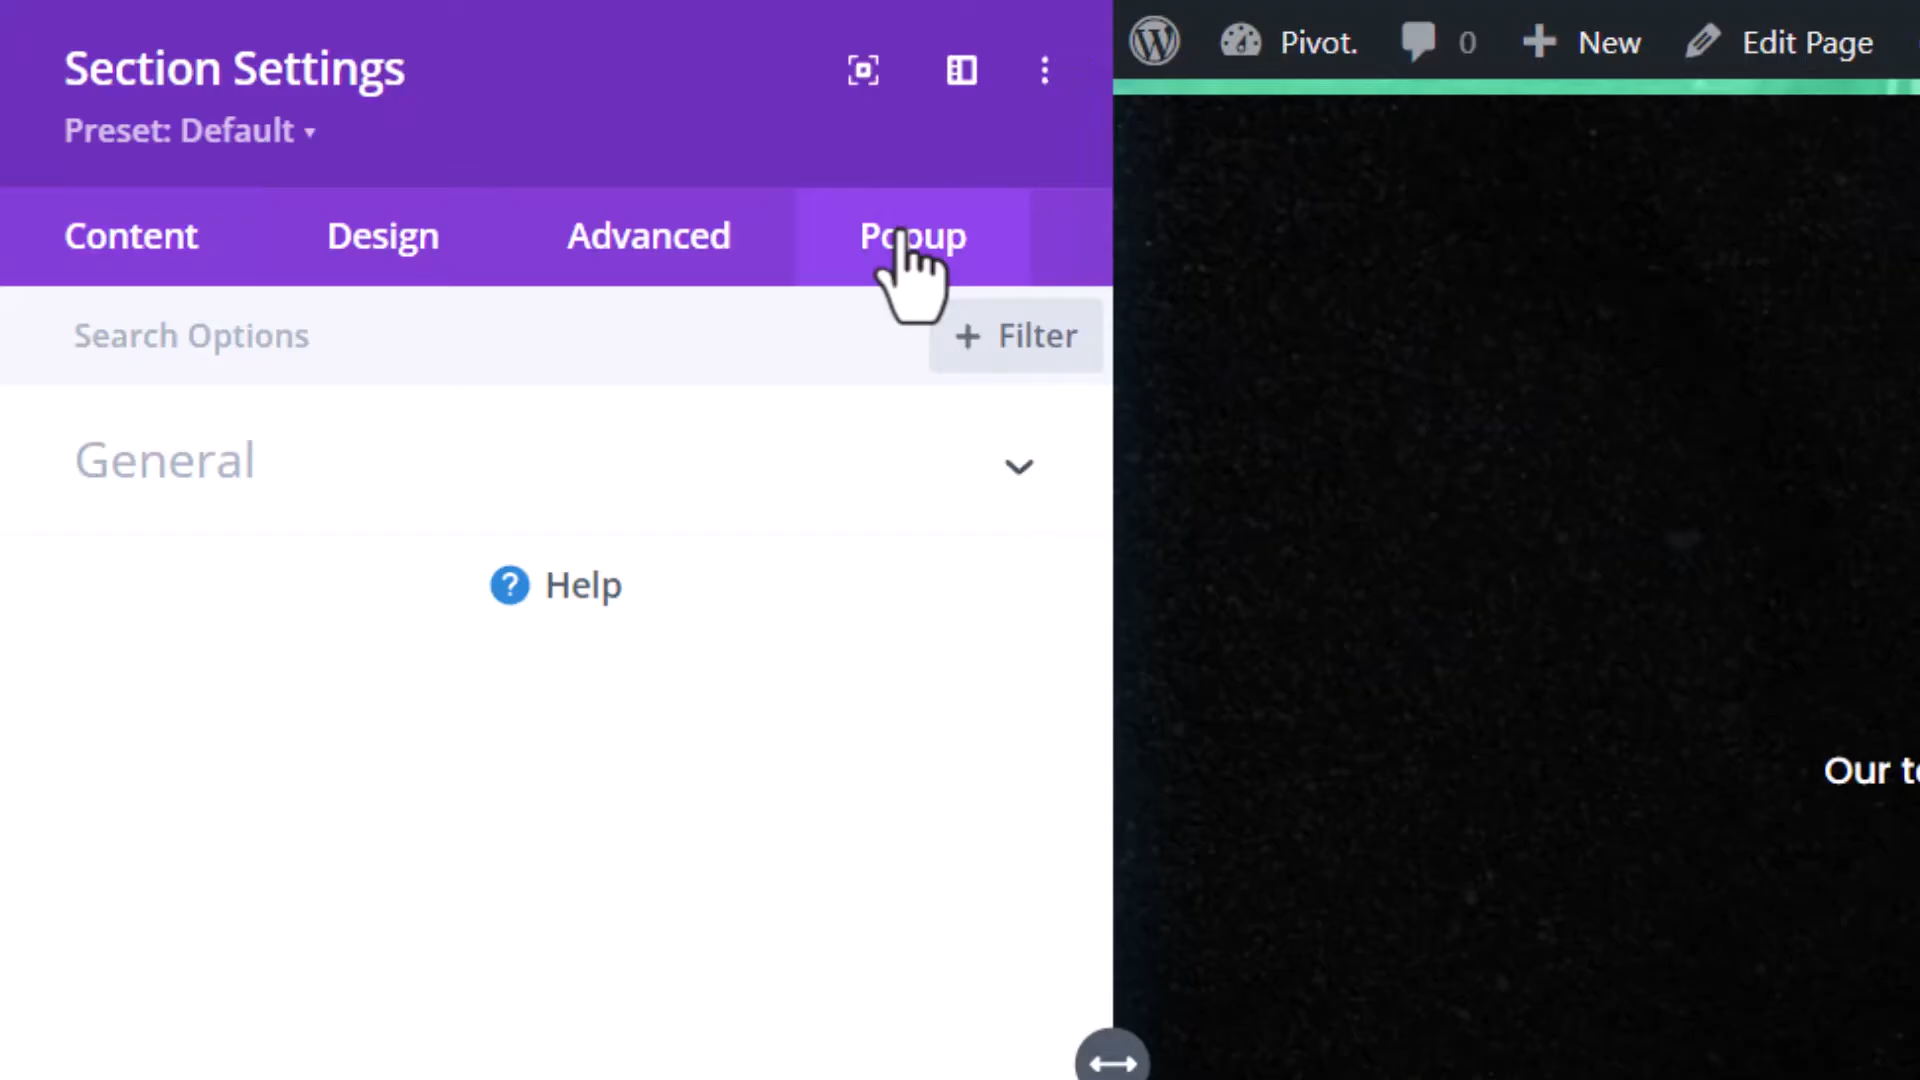 Section Settings
Preset: Default
Content Design Advanced Popup
Search Options
+ Filter
General
? Help
Pivot. 0 + New Edit Page
Our